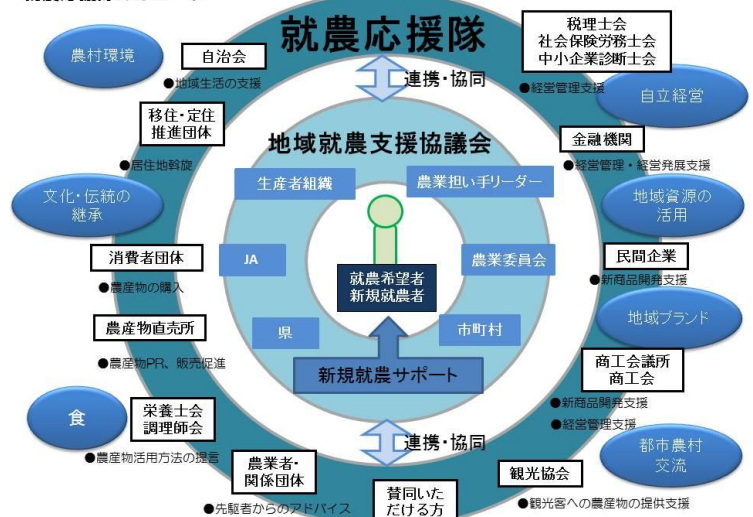 就農応援隊
税理士会
社会保険労務士会
中小企業診断士会
●経営管理支援
農村環境
自治会
●地域生活の支援
連携・協同
自立経営
移住・定住
推進団体
●居住地斡旋
地域就農支援協議会
金融機関
●経営管理・経営発展支援
生産者組織
農業担い手リーダー
文化・伝統の
継承
地域資源の
活用
消費者団体
●農産物の購入
JA
農業委員会
民間企業
●新商品開発支援
就農希望者
新規就農者
農産物直売所
●農産物PR、販売促進
県
市町村
地域ブランド
新規就農サポート
商工会議所
商工会
●新商品開発支援
●経営管理支援
食
栄養士会
調理師会
●農産物活用方法の提言
連携・協同
都市農村
交流
農業者・
関係団体
●先駆者からのアドバイス
賛同いた
だける方
観光協会
●観光客への農産物の提供支援